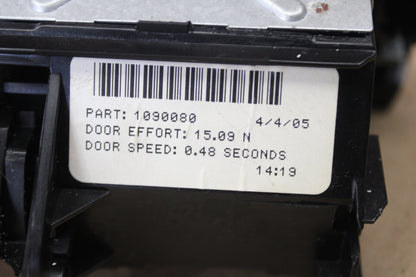 PART: 1090080 4/4/05
DOOR EFFORT: 15.09 N
DOOR SPEED: 0.48 SECONDS
14:19